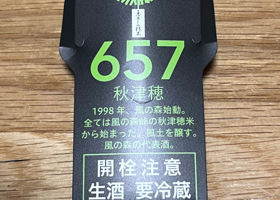 657
秋津穂
1998年、風の森始動。
全ては風の森峠の秋津穂米
から始まった。風土を醸す。
風の森の代表酒。
開栓注意
生酒 要冷蔵